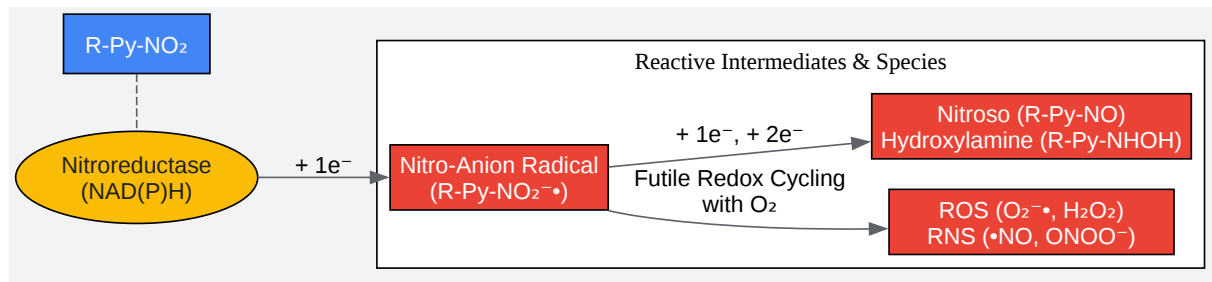 R-Py-NO₂
Reactive Intermediates & Species
Nitroreductase
(NAD(P)H)
+ 1e⁻
Nitro-Anion Radical
(R-Py-NO₂⁻•)
+ 1e⁻, + 2e⁻
Nitroso (R-Py-NO)
Hydroxylamine (R-Py-NHOH)
Futile Redox Cycling
with O₂
ROS (O₂⁻•, H₂O₂)
RNS (•NO, ONOO⁻)